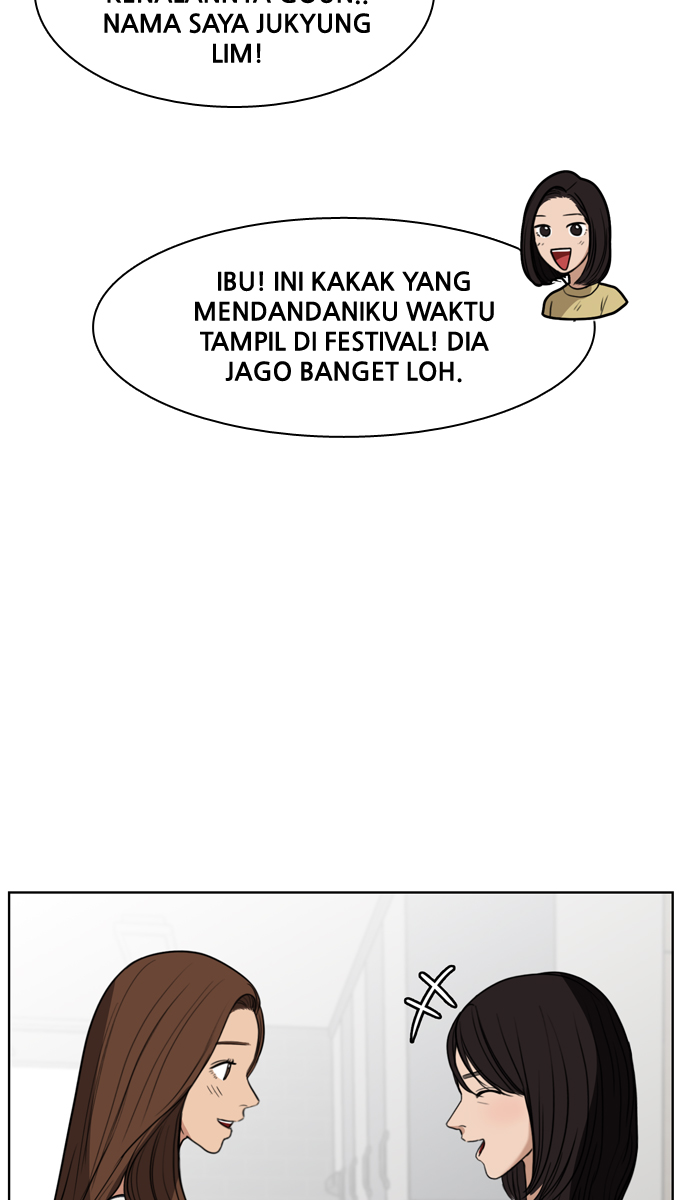 NAMA SAYA JUKYUNG
LIM!
IBU! INI KAKAK YANG
MENDANDANIKU WAKTU
TAMPIL DI FESTIVAL! DIA
JAGO BANGET LOH.